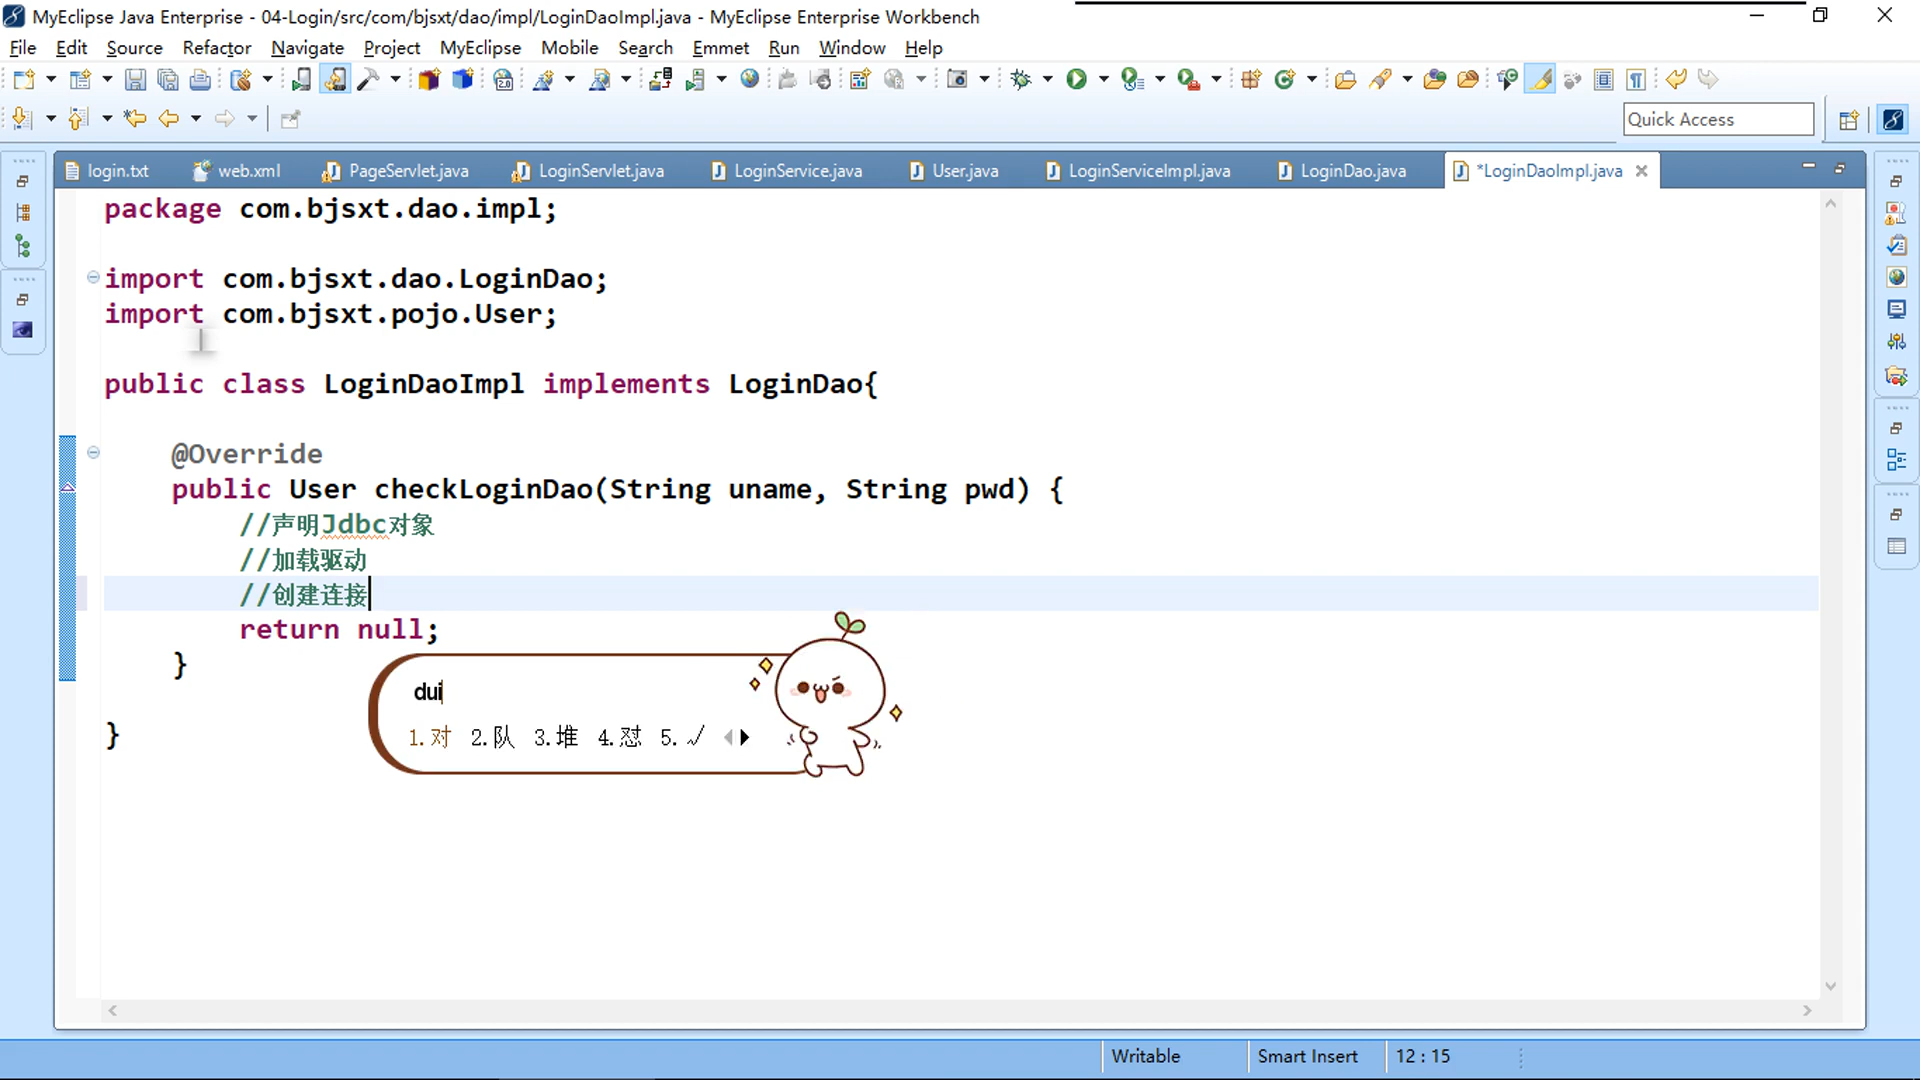 MyEclipse Java Enterprise - 04-Login/src/com/bjsxt/dao/impl/LoginDaoImpl.java - MyEclipse Enterprise Workbench
File Edit Source Refactor Navigate Project MyEclipse Mobile Search Emmet Run Window Help
Quick Access
login.txt web.xml PageServlet.java LoginServlet.java LoginService.java User.java LoginServiceImpl.java LoginDao.java *LoginDaoImpl.java
package com.bjsxt.dao.impl;
import com.bjsxt.dao.LoginDao;
import com.bjsxt.pojo.User;
public class LoginDaoImpl implements LoginDao{
@Override
public User checkLoginDao(String uname, String pwd) {
//声明Jdbc对象
//加载驱动
//创建连接
return null;
}
dui
1.对 2.队 3.堆 4.怼 5.√
}
Writable Smart Insert 12 : 15